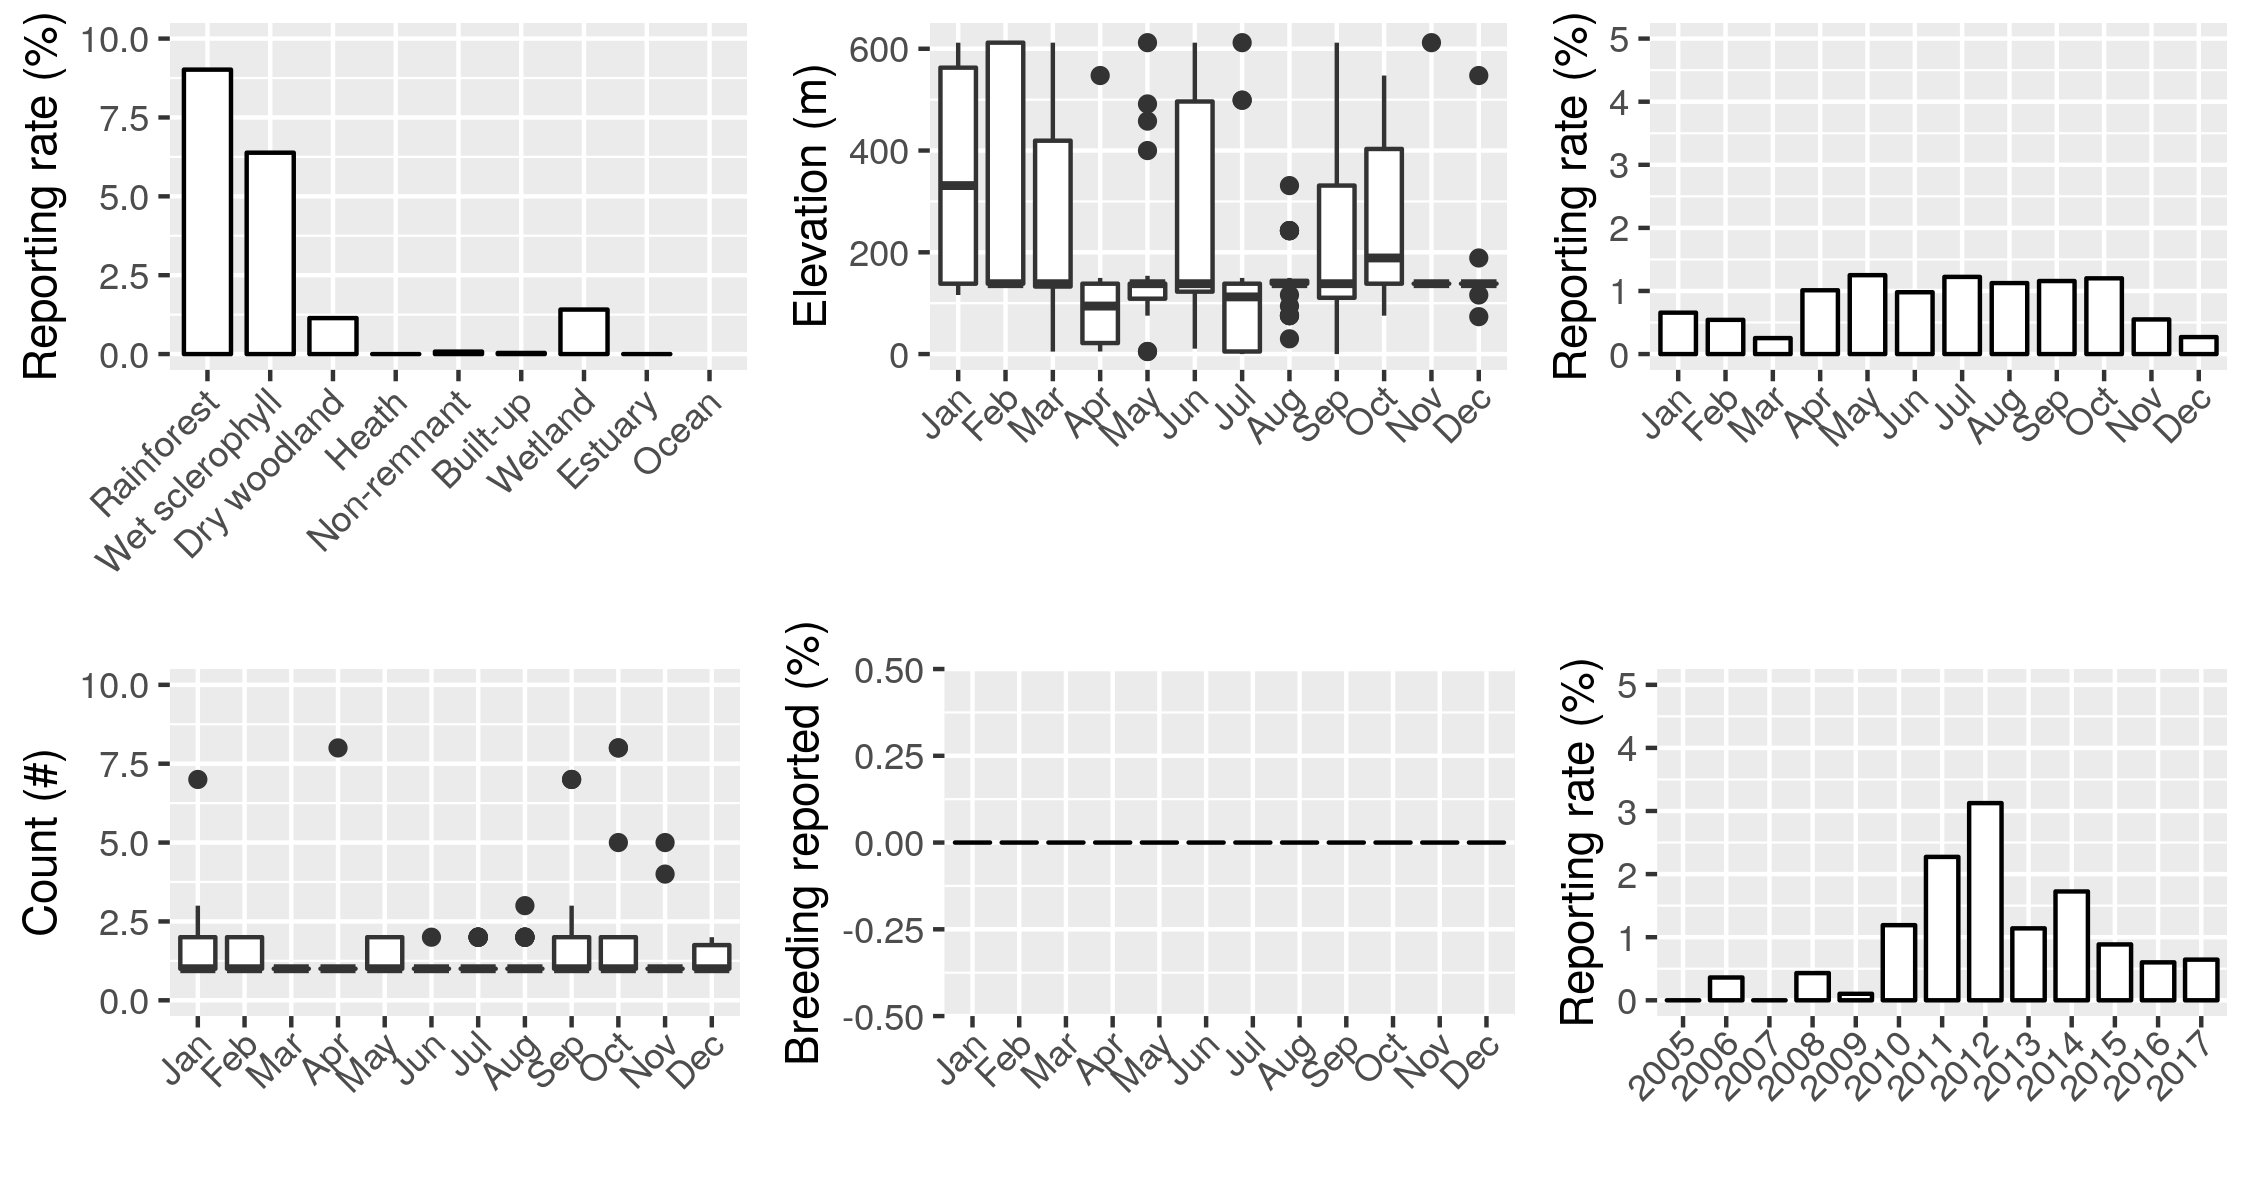 Reporting rate (%)
10.0
7.5
5.0
2.5
0.0
Rainforest
Wet sclerophyll
Dry woodland
Heath
Non-remnant
Built-up
Wetland
Estuary
Ocean
Elevation (m)
600
400
200
0
Jan Feb Mar Apr May Jun Jul Aug Sep Oct Nov Dec
Reporting rate (%)
5
4
3
2
1
0
Jan Feb Mar Apr May Jun Jul Aug Sep Oct Nov Dec
Count (#)
10.0
7.5
5.0
2.5
0.0
Jan Feb Mar Apr May Jun Jul Aug Sep Oct Nov Dec
Breeding reported (%)
0.50
0.25
0.00
-0.25
-0.50
Jan Feb Mar Apr May Jun Jul Aug Sep Oct Nov Dec
Reporting rate (%)
5
4
3
2
1
0
2005 2006 2007 2008 2009 2010 2011 2012 2013 2014 2015 2016 2017